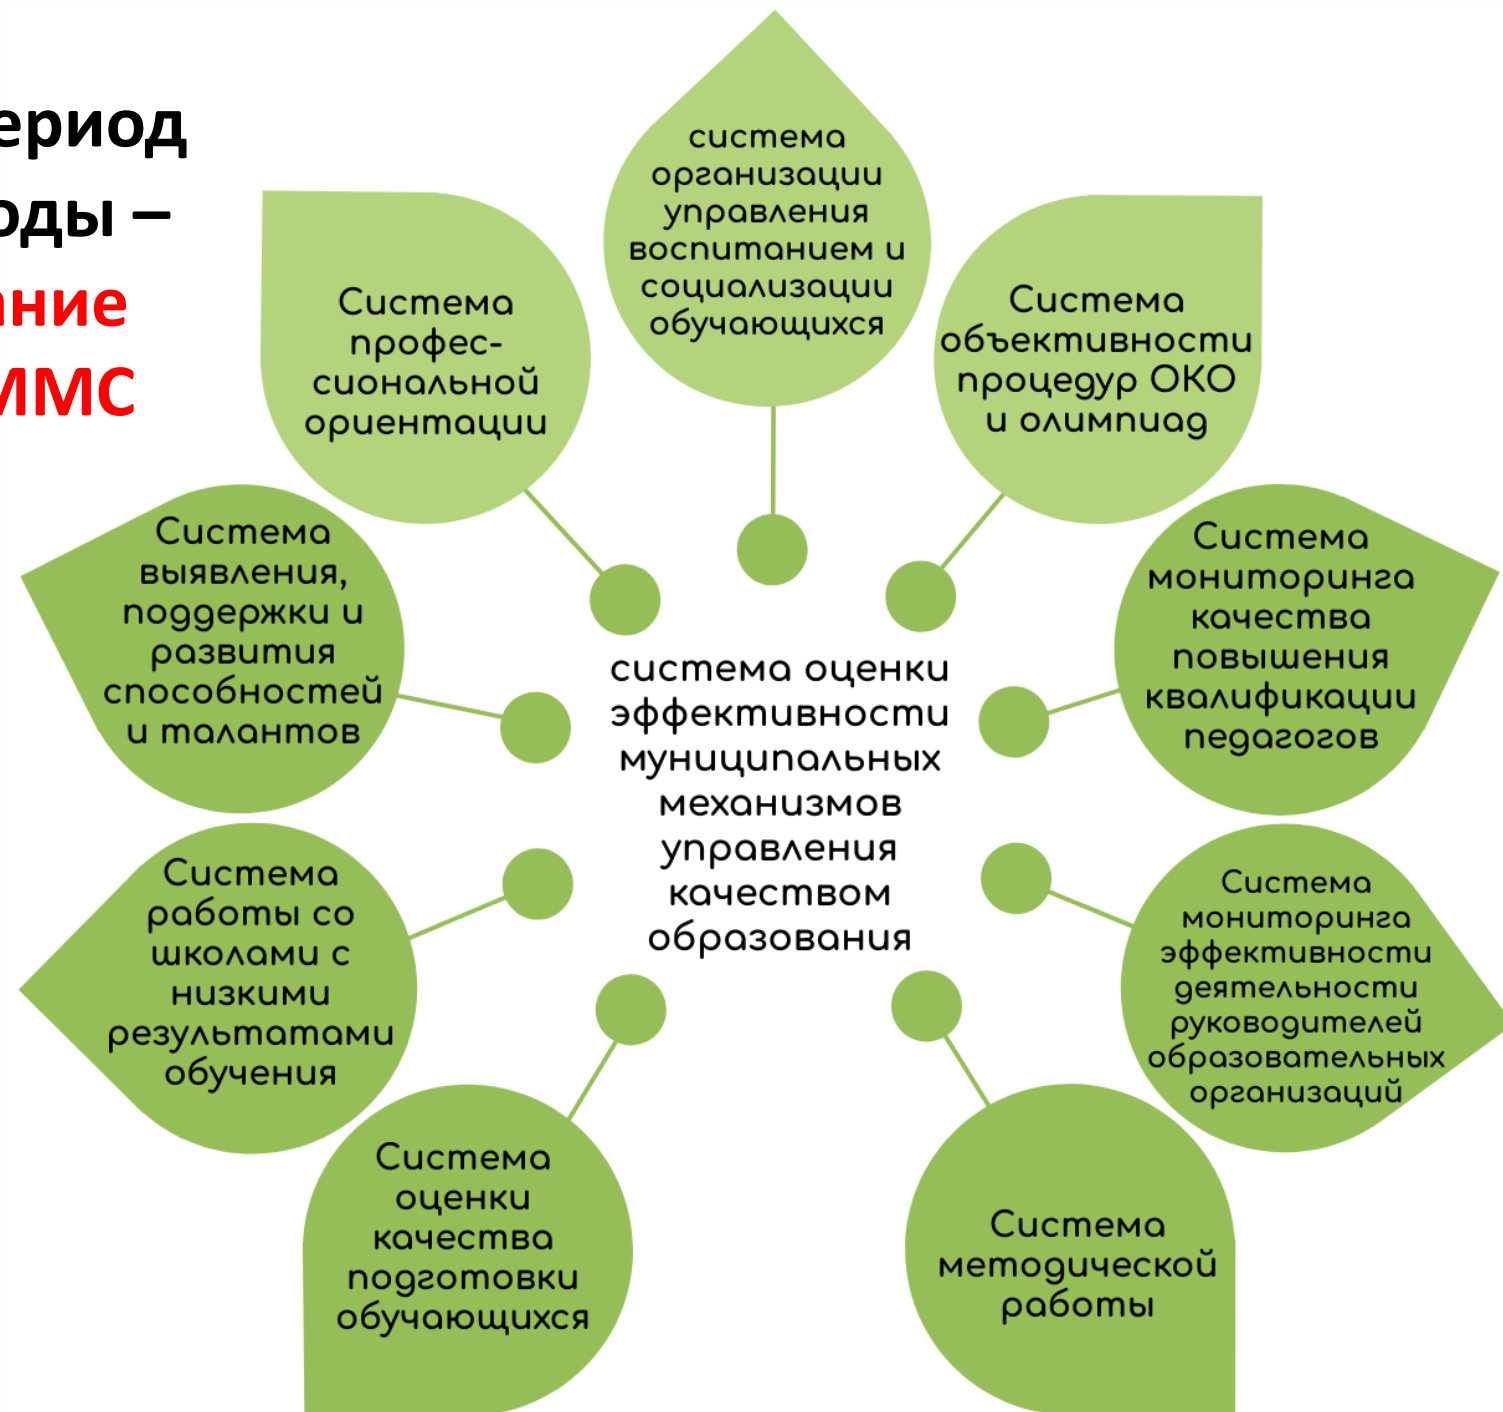 ериод
оды –
ание
ММС
система
организации
управления
воспитанием и
социализации
обучающихся
Система
профес-
сиональной
ориентации
Система
объективности
процедур ОКО
и олимпиад
Система
выявления,
поддержки и
развития
способностей
и талантов
Система
мониторинга
качества
повышения
квалификации
педагогов
система оценки
эффективности
муниципальных
механизмов
управления
качеством
образования
Система
работы со
школами с
низкими
результатами
обучения
Система
мониторинга
эффективности
деятельности
руководителей
образовательных
организаций
Система
оценки
качества
подготовки
обучающихся
Система
методической
работы